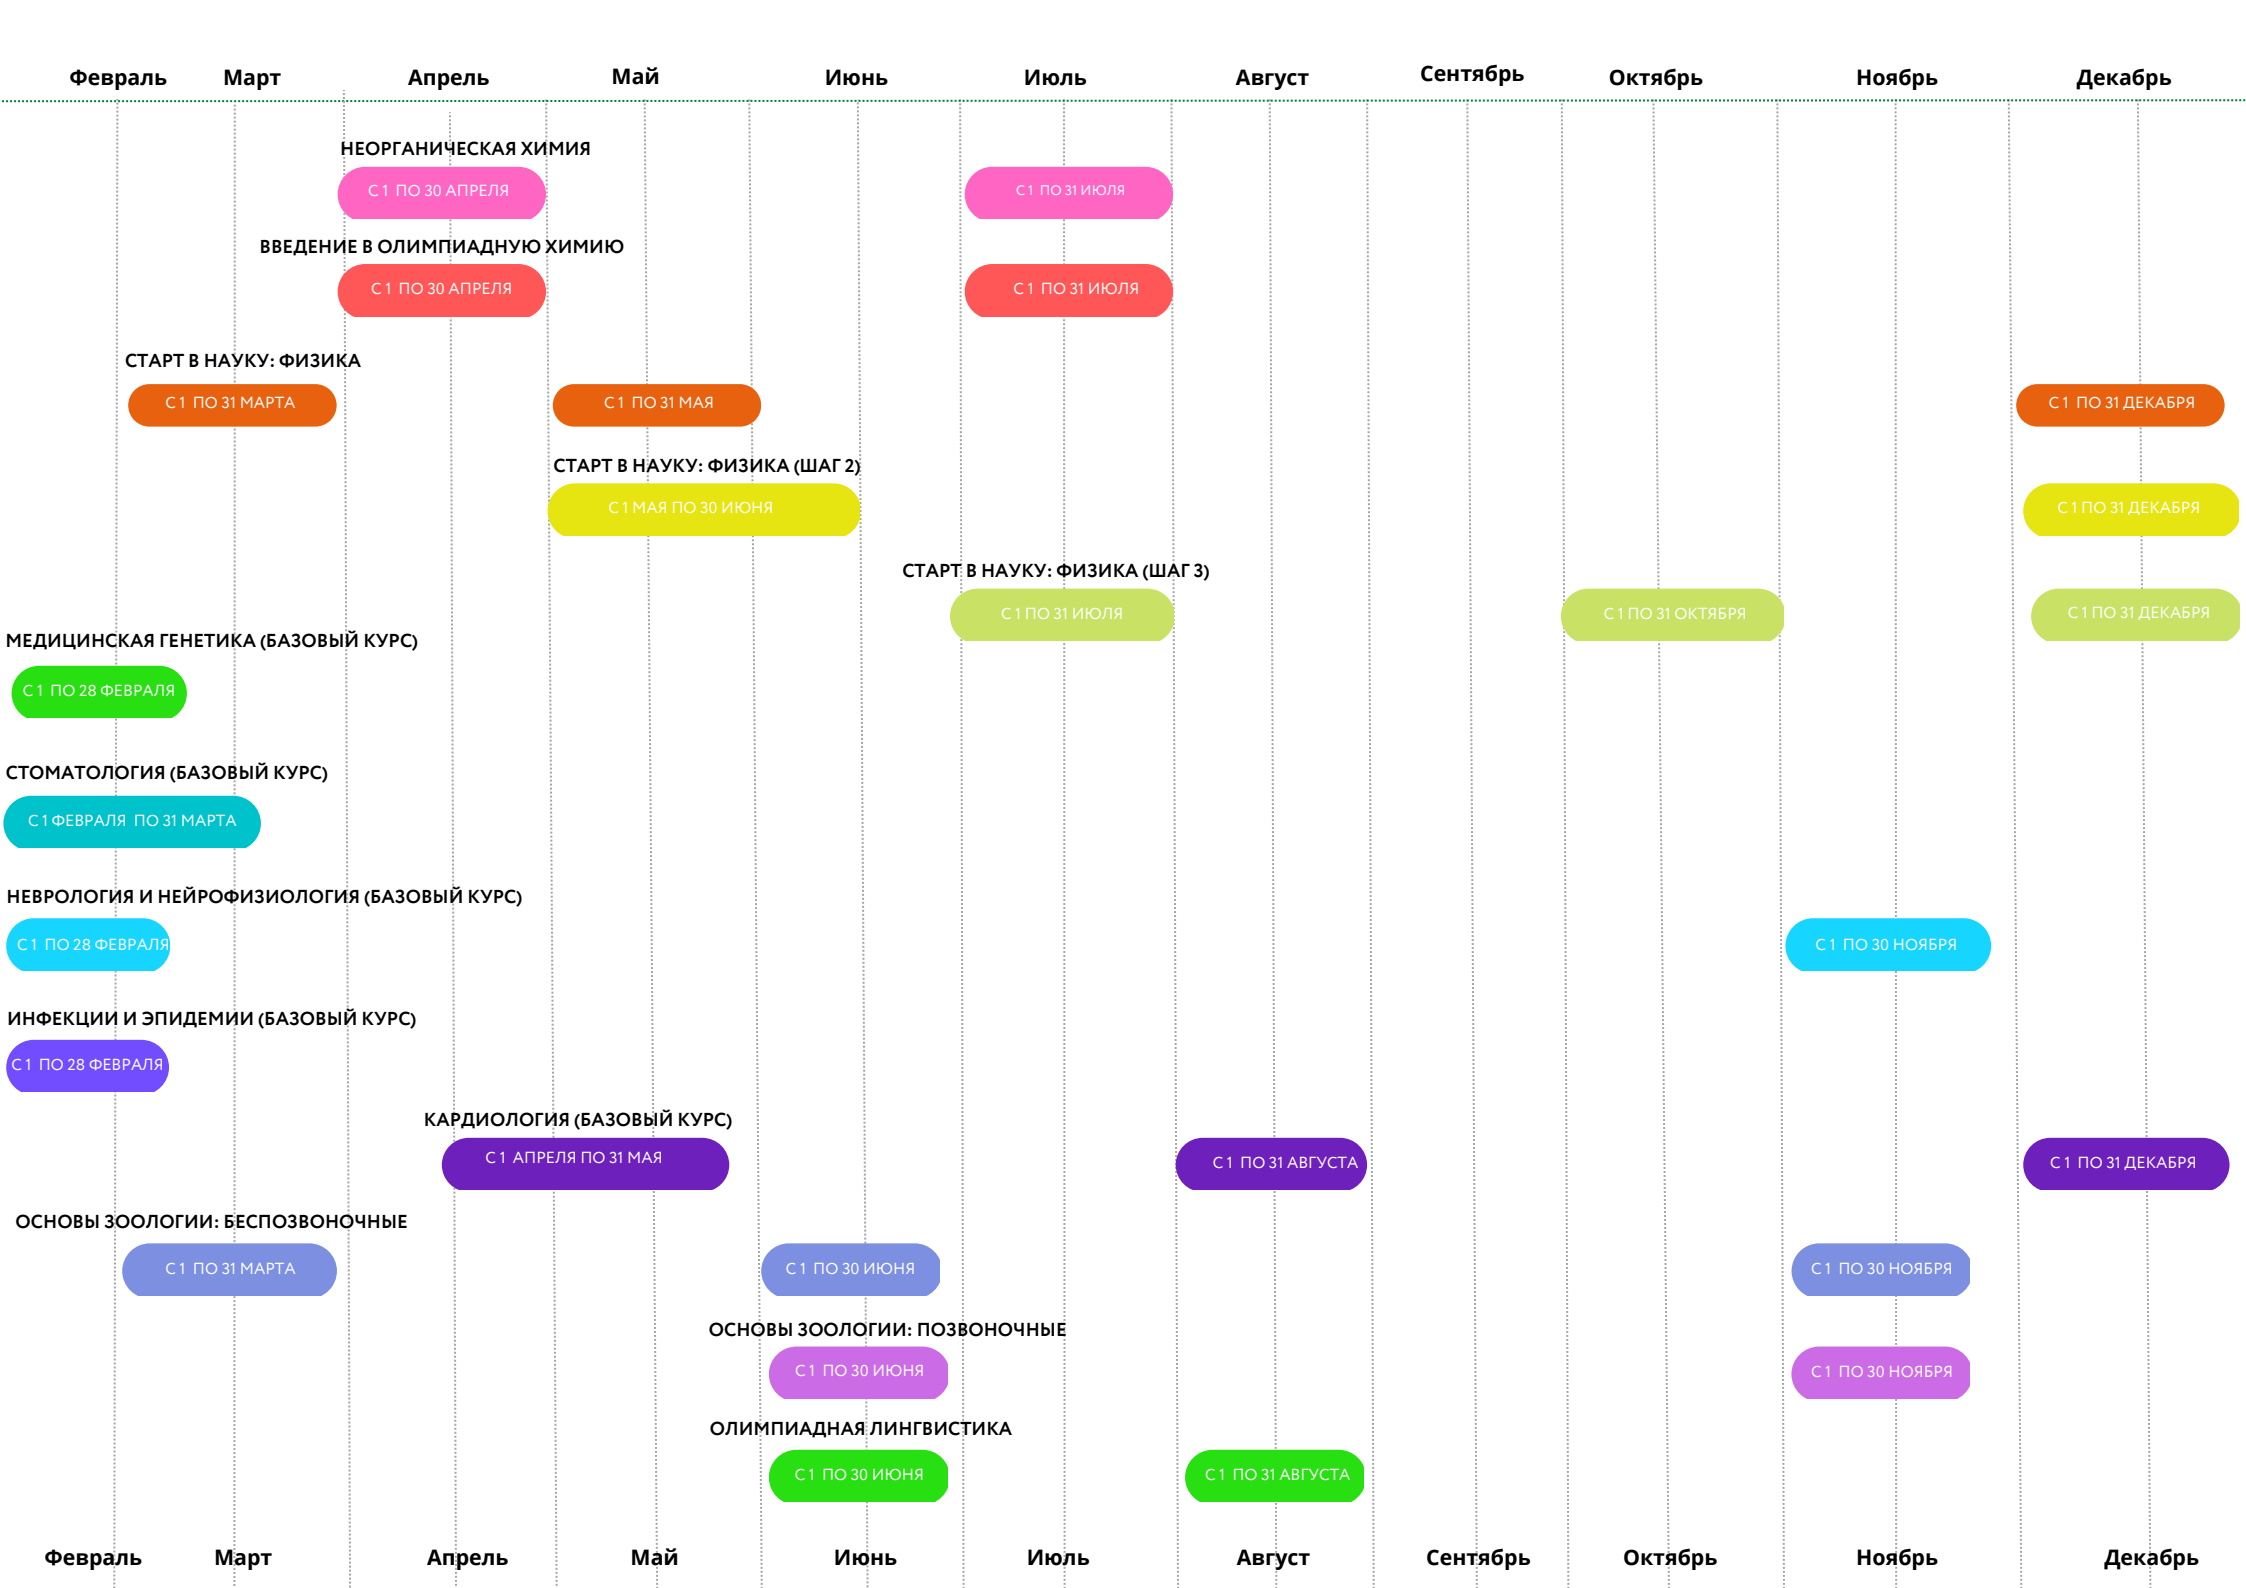 Февраль Март Апрель Май Июнь Июль Август Сентябрь Октябрь Ноябрь Декабрь
НЕОРГАНИЧЕСКАЯ ХИМИЯ
С 1 ПО 30 АПРЕЛЯ С 1 ПО 31 ИЮЛЯ
ВВЕДЕНИЕ В ОЛИМПИАДНУЮ ХИМИЮ
С 1 ПО 30 АПРЕЛЯ С 1 ПО 31 ИЮЛЯ
СТАРТ В НАУКУ: ФИЗИКА
С 1 ПО 31 МАРТА С 1 ПО 31 МАЯ С 1 ПО 31 ДЕКАБРЯ
СТАРТ В НАУКУ: ФИЗИКА (ШАГ 2)
С 1 МАЯ ПО 30 ИЮНЯ С 1 ПО 31 ДЕКАБРЯ
СТАРТ В НАУКУ: ФИЗИКА (ШАГ 3)
С 1 ПО 31 ИЮЛЯ С 1 ПО 31 ОКТЯБРЯ С 1 ПО 31 ДЕКАБРЯ
МЕДИЦИНСКАЯ ГЕНЕТИКА (БАЗОВЫЙ КУРС)
С 1 ПО 28 ФЕВРАЛЯ
СТОМАТОЛОГИЯ (БАЗОВЫЙ КУРС)
С 1 ФЕВРАЛЯ ПО 31 МАРТА
НЕВРОЛОГИЯ И НЕЙРОФИЗИОЛОГИЯ (БАЗОВЫЙ КУРС)
С 1 ПО 28 ФЕВРАЛЯ С 1 ПО 30 НОЯБРЯ
ИНФЕКЦИИ И ЭПИДЕМИИ (БАЗОВЫЙ КУРС)
С 1 ПО 28 ФЕВРАЛЯ
КАРДИОЛОГИЯ (БАЗОВЫЙ КУРС)
С 1 АПРЕЛЯ ПО 31 МАЯ С 1 ПО 31 АВГУСТА С 1 ПО 31 ДЕКАБРЯ
ОСНОВЫ ЗООЛОГИИ: БЕСПОЗВОНОЧНЫЕ
С 1 ПО 31 МАРТА С 1 ПО 30 ИЮНЯ С 1 ПО 30 НОЯБРЯ
ОСНОВЫ ЗООЛОГИИ: ПОЗВОНОЧНЫЕ
С 1 ПО 30 ИЮНЯ С 1 ПО 30 НОЯБРЯ
ОЛИМПИАДНАЯ ЛИНГВИСТИКА
С 1 ПО 30 ИЮНЯ С 1 ПО 31 АВГУСТА
Февраль Март Апрель Май Июнь Июль Август Сентябрь Октябрь Ноябрь Декабрь